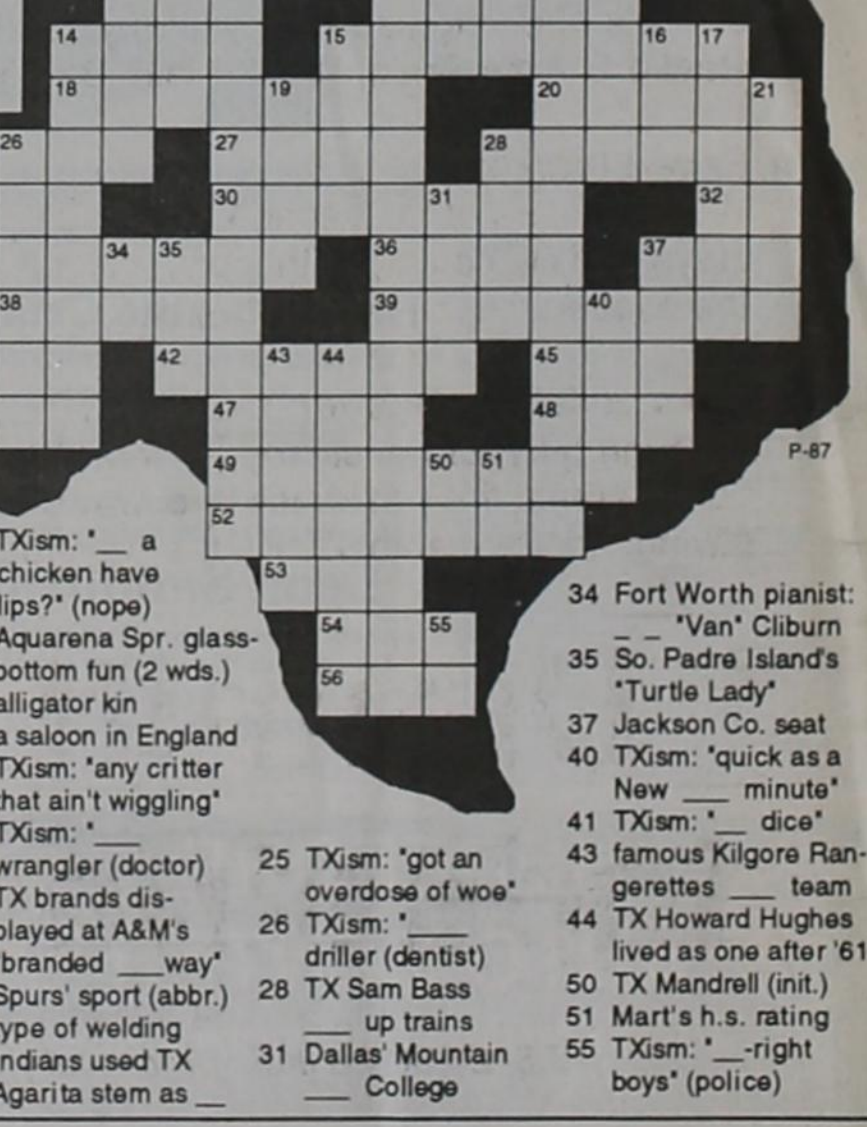 14 15 16 17
18 19 20 21
26 27 28
30 31 32
34 35 36 37
38 39 40
42 43 44 45
47 48
49 50 51
P-87
52
53
54 55
56
TXism: "__ a
chicken have
lips?" (nope)
Aquarena Spr. glass-
bottom fun (2 wds.)
alligator kin
a saloon in England
TXism: "any critter
that ain't wiggling"
TXism: "___
wrangler (doctor)
TX brands dis-
played at A&M's
"branded ___way"
Spurs' sport (abbr.)
type of welding
Indians used TX
Agarita stem as __
25 TXism: "got an
overdose of woe"
26 TXism: "____
driller (dentist)
28 TX Sam Bass
___ up trains
31 Dallas' Mountain
___ College
34 Fort Worth pianist:
_ _ "Van" Cliburn
35 So. Padre Island's
"Turtle Lady"
37 Jackson Co. seat
40 TXism: "quick as a
New ___ minute"
41 TXism: "__ dice"
43 famous Kilgore Ran-
gerettes ___ team
44 TX Howard Hughes
lived as one after '61
50 TX Mandrell (init.)
51 Mart's h.s. rating
55 TXism: "__-right
boys" (police)